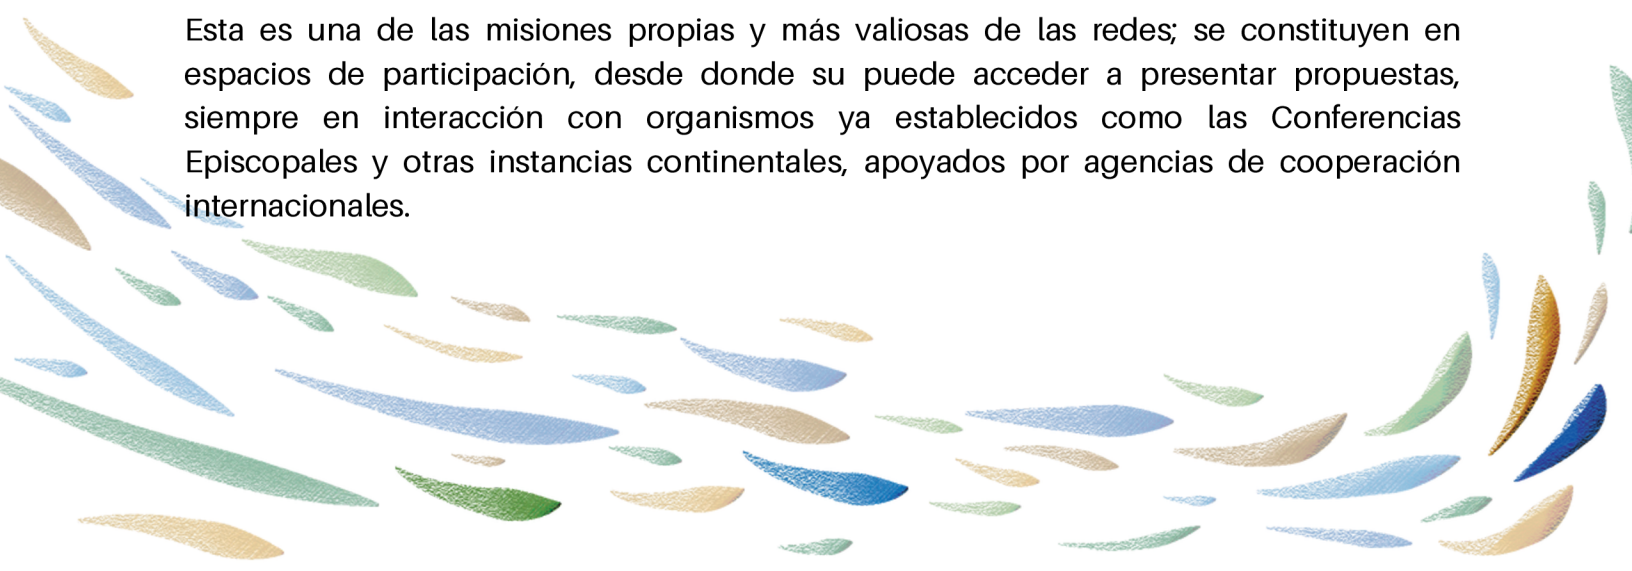 Esta es una de las misiones propias y más valiosas de las redes; se constituyen en
espacios de participación, desde donde su puede acceder a presentar propuestas,
siempre en interacción con organismos ya establecidos como las Conferencias
Episcopales y otras instancias continentales, apoyados por agencias de cooperación
internacionales.